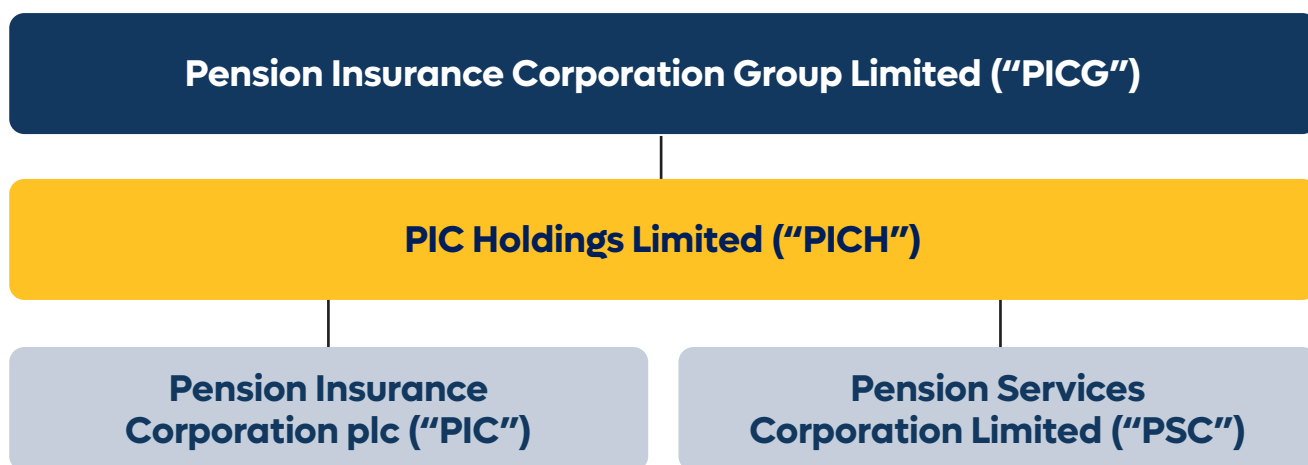 Pension Insurance Corporation Group Limited (“PICG”)
PIC Holdings Limited (“PICH”)
Pension Insurance
Corporation plc (“PIC”)
Pension Services
Corporation Limited (“PSC”)